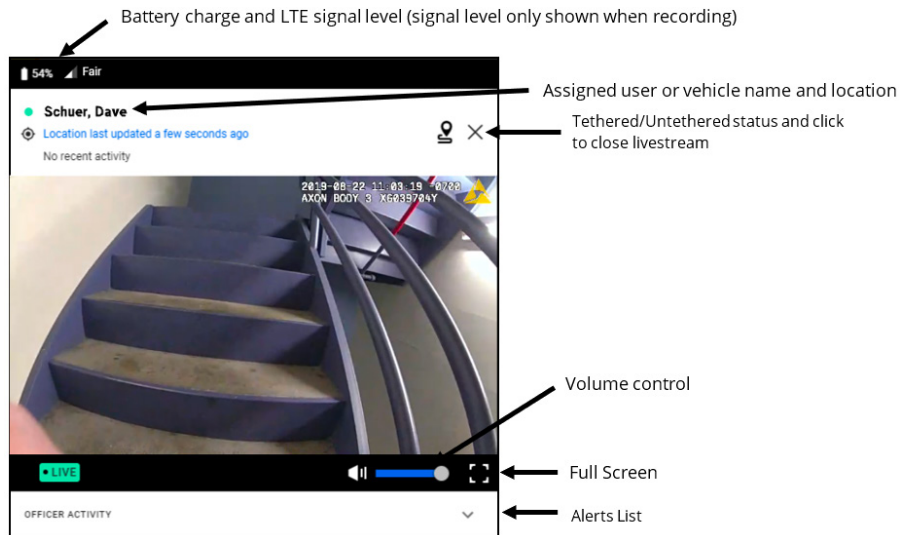 Battery charge and LTE signal level (signal level only shown when recording)
54% Fair
Assigned user or vehicle name and location
Schuer, Dave
Tethered/Untethered status and click
to close livestream
Location last updated a few seconds ago
No recent activity
2019-08-22 11:03:19 -0700
AXON BODY 3 X6039704Y
Volume control
LIVE
Full Screen
OFFICER ACTIVITY
Alerts List